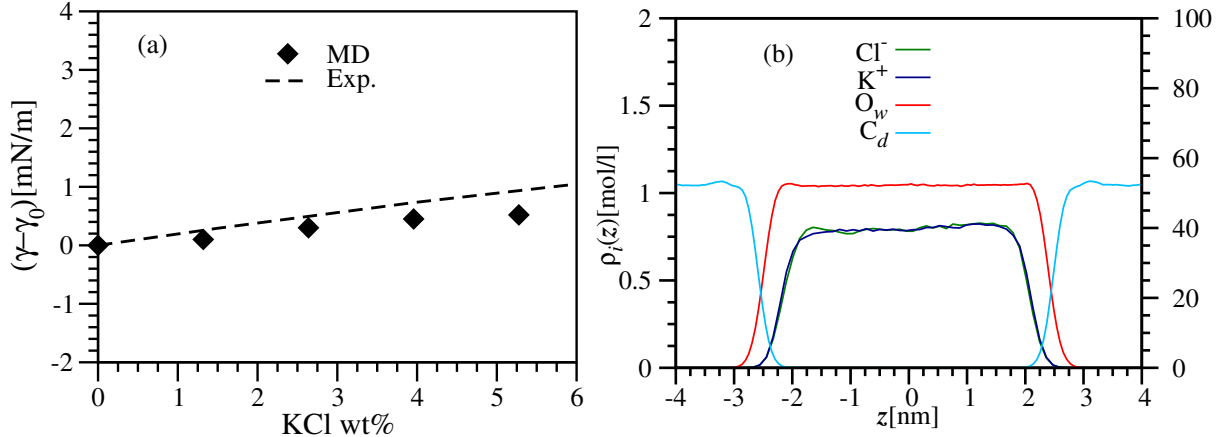 (a)
MD
Exp.
4
3
2
1
0
-1
-2
(γ−γ0)[mN/m]
0 1 2 3 4 5 6
KCl wt%
(b)
Cl-
K+
Ow
Cd
2
1.5
1
0.5
0
ρi(z)[mol/l]
100
80
60
40
20
0
-4 -3 -2 -1 0 1 2 3 4
z[nm]